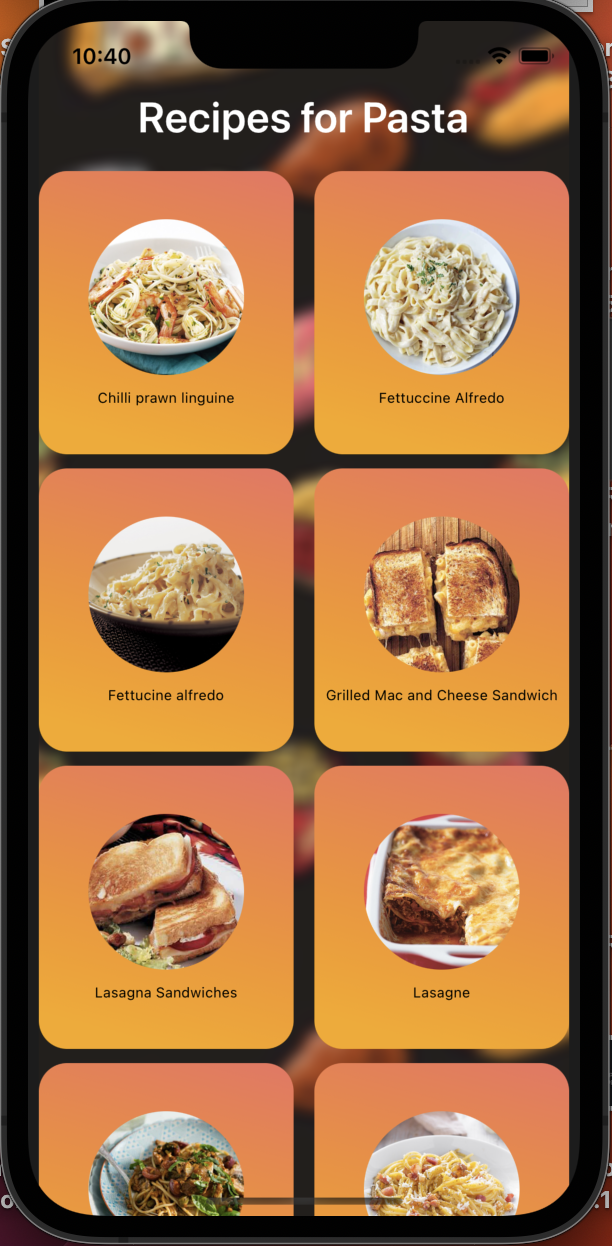 10:40
Recipes for Pasta
Chilli prawn linguine
Fettuccine Alfredo
Fettucine alfredo
Grilled Mac and Cheese Sandwich
Lasagna Sandwiches
Lasagne